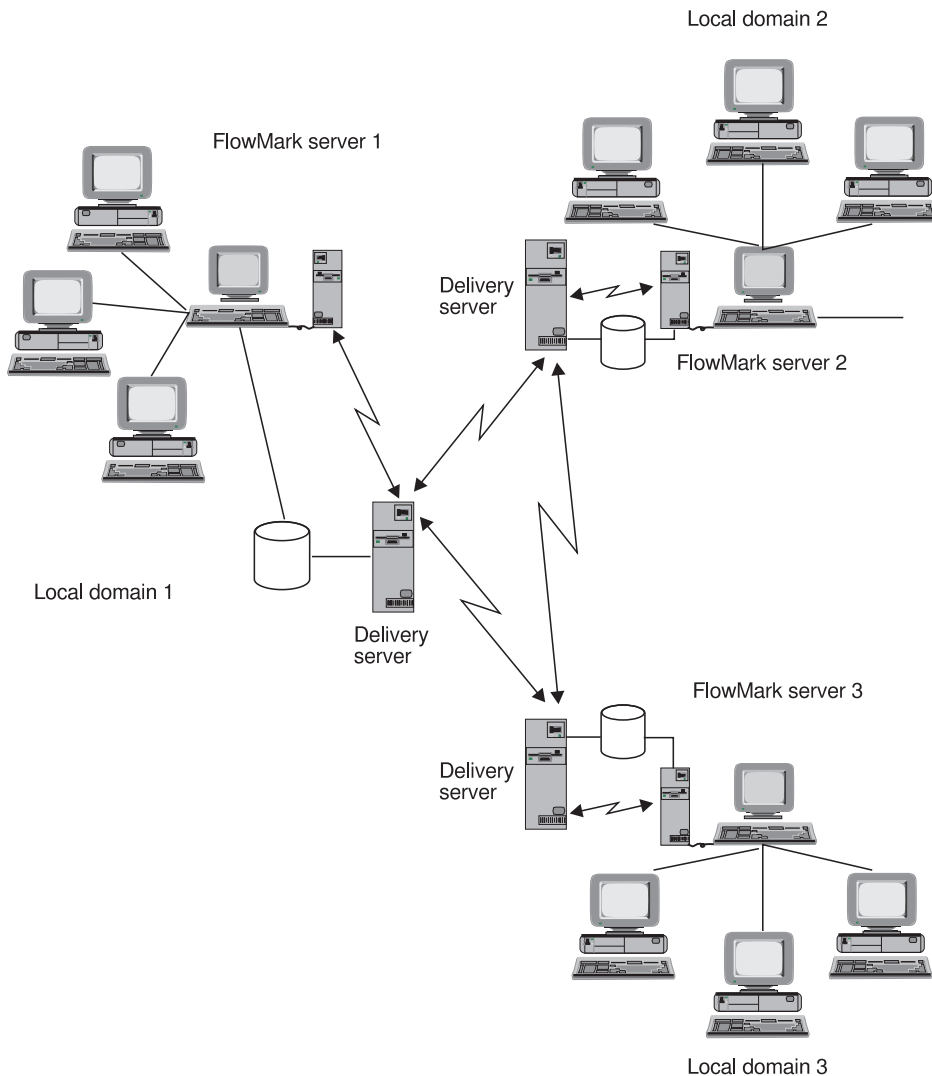 Local domain 2
FlowMark server 1
Delivery
server
FlowMark server 2
Local domain 1
Delivery
server
FlowMark server 3
Delivery
server
Local domain 3